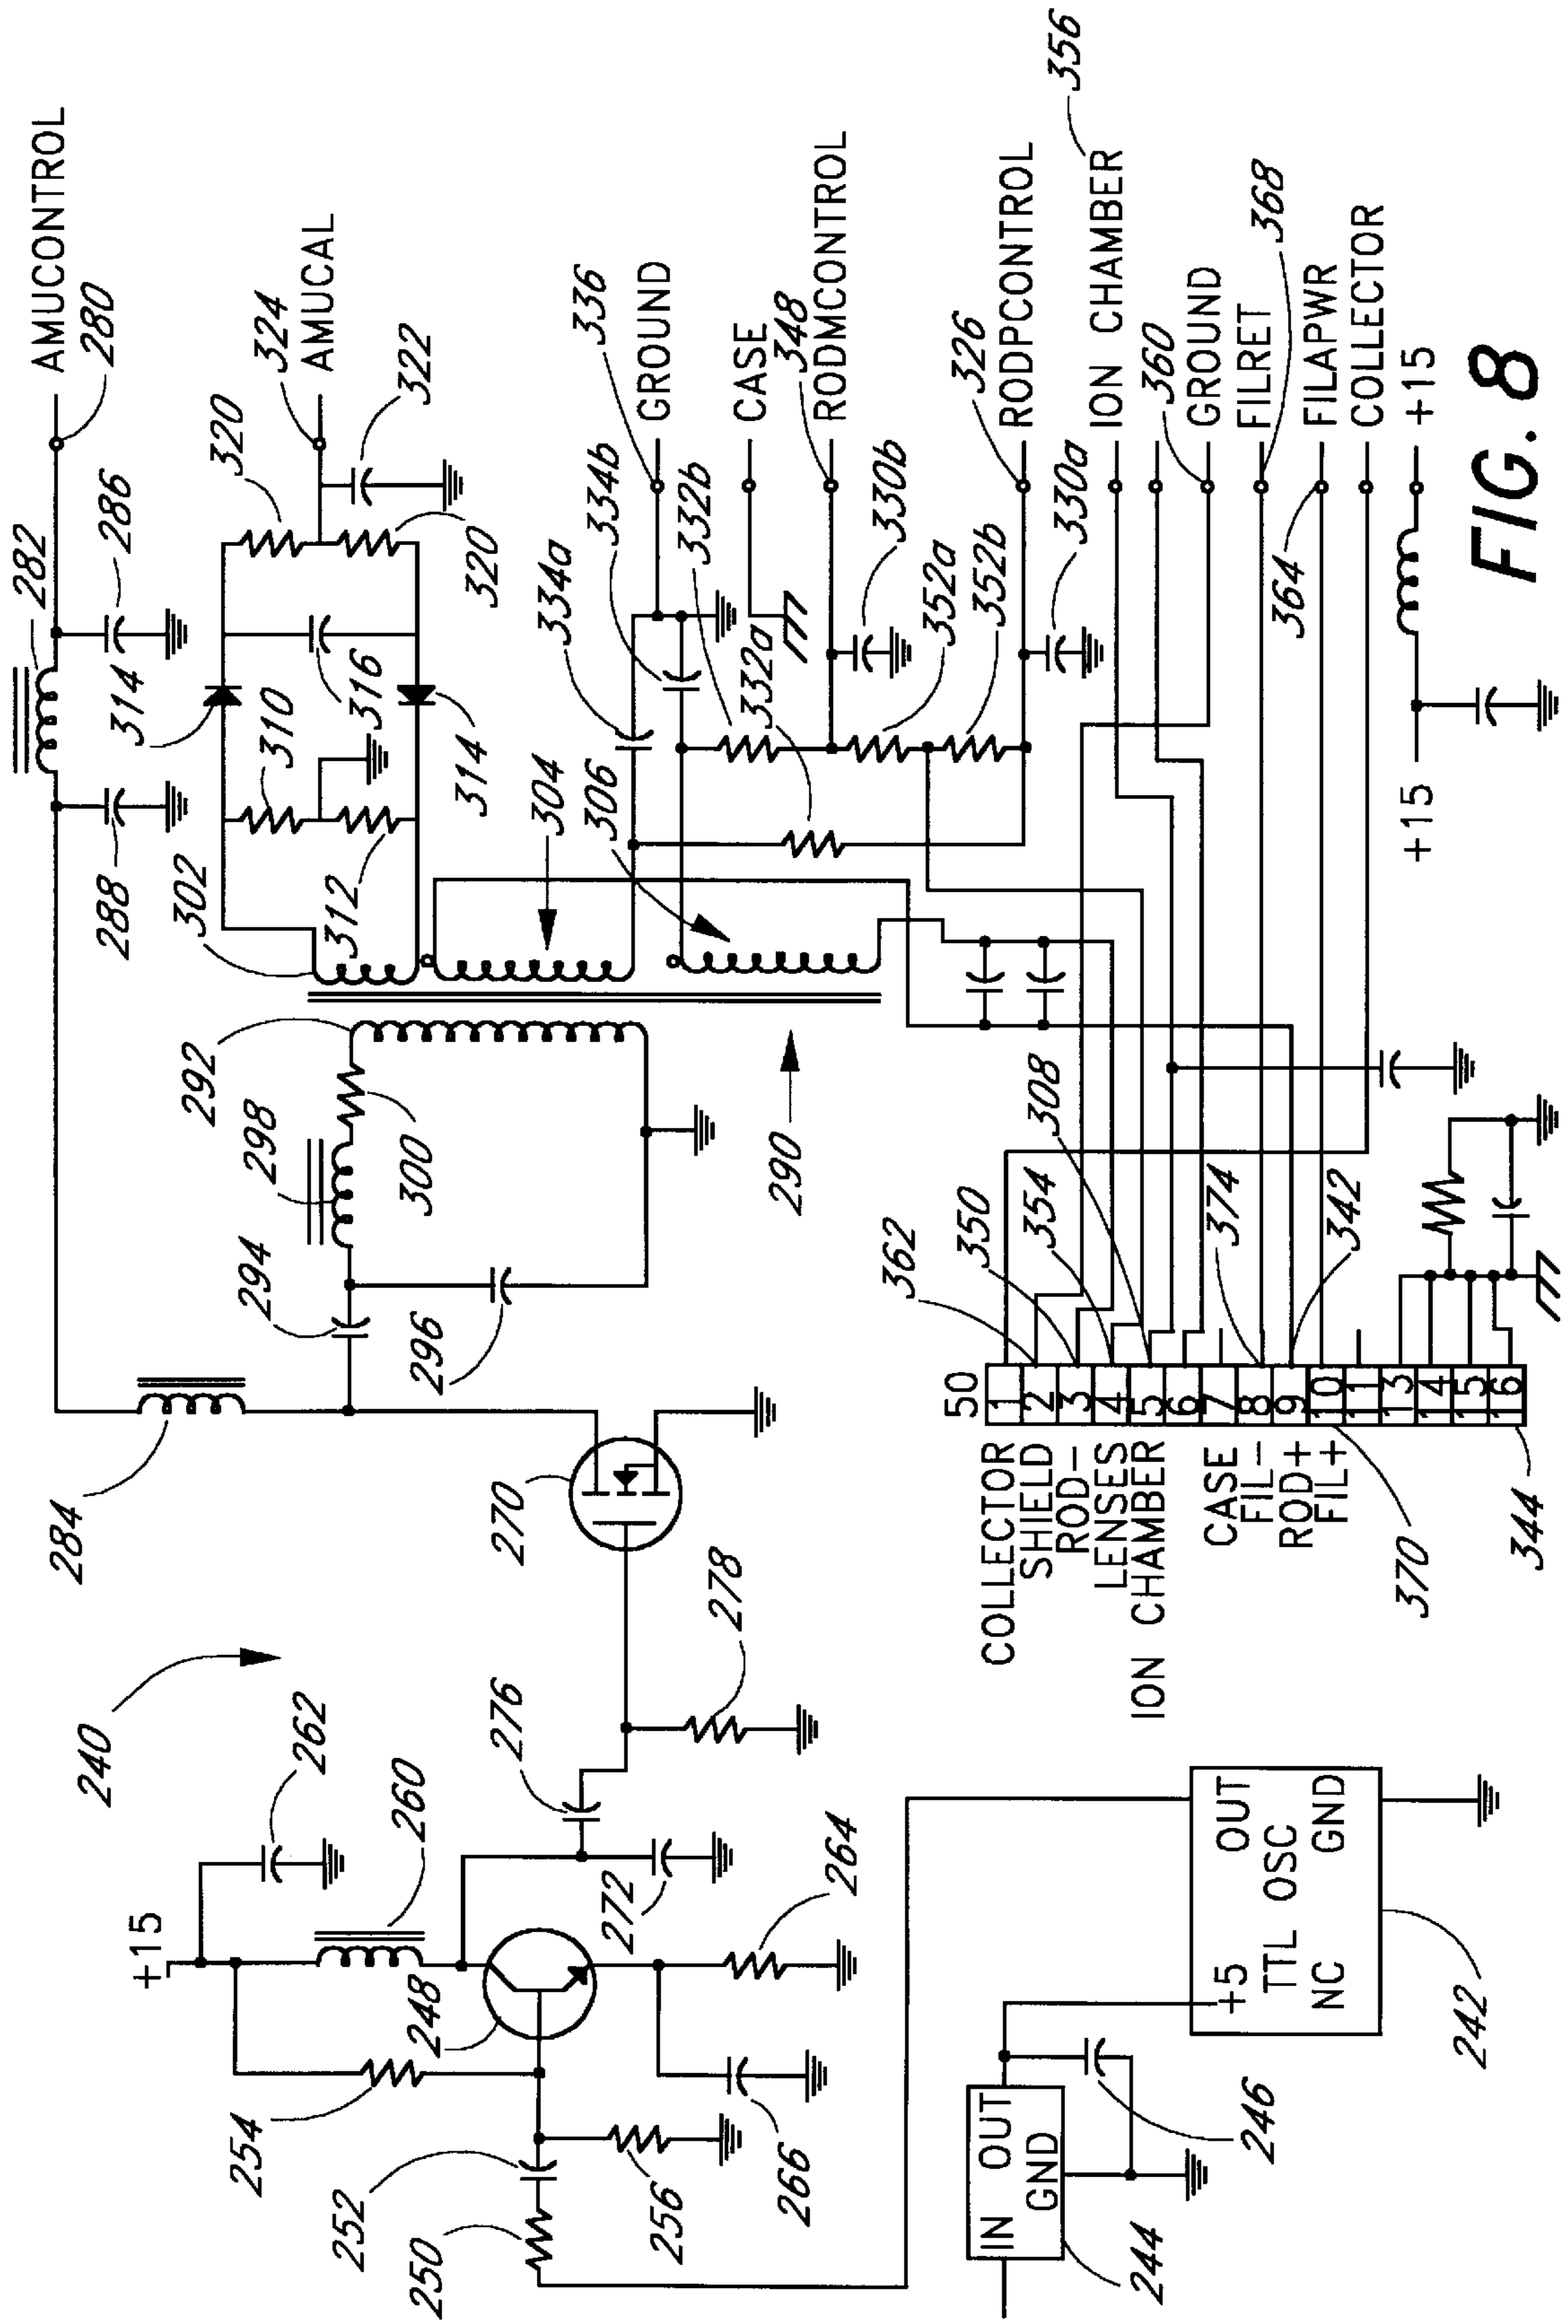 240
+15
262
260
254
248
252
250
256
266
272
264
276
278
270
284
294
296
298
300
292
290
288
302
310
312
314
316
314
282
286
320
320
322
280
AMUCONTROL
324
AMUCAL
304
306
334a
334b
332b
332a
336
GROUND
CASE
348
RODMCONTROL
330b
352a
352b
326
RODPCONTROL
330a
ION CHAMBER
356
360
GROUND
FILRET
368
364
FILAPWR
COLLECTOR
+15
+15
362
350
354
308
374
342
50
COLLECTOR 1
SHIELD 2
ROD- 3
LENSES 4
ION CHAMBER 5
6
CASE 7
FIL- 8
ROD+ 9
FIL+ 10
11
13
14
15
16
370
344
IN OUT
GND
244
246
+5 OUT
TTL OSC
NC GND
242
FIG. 8